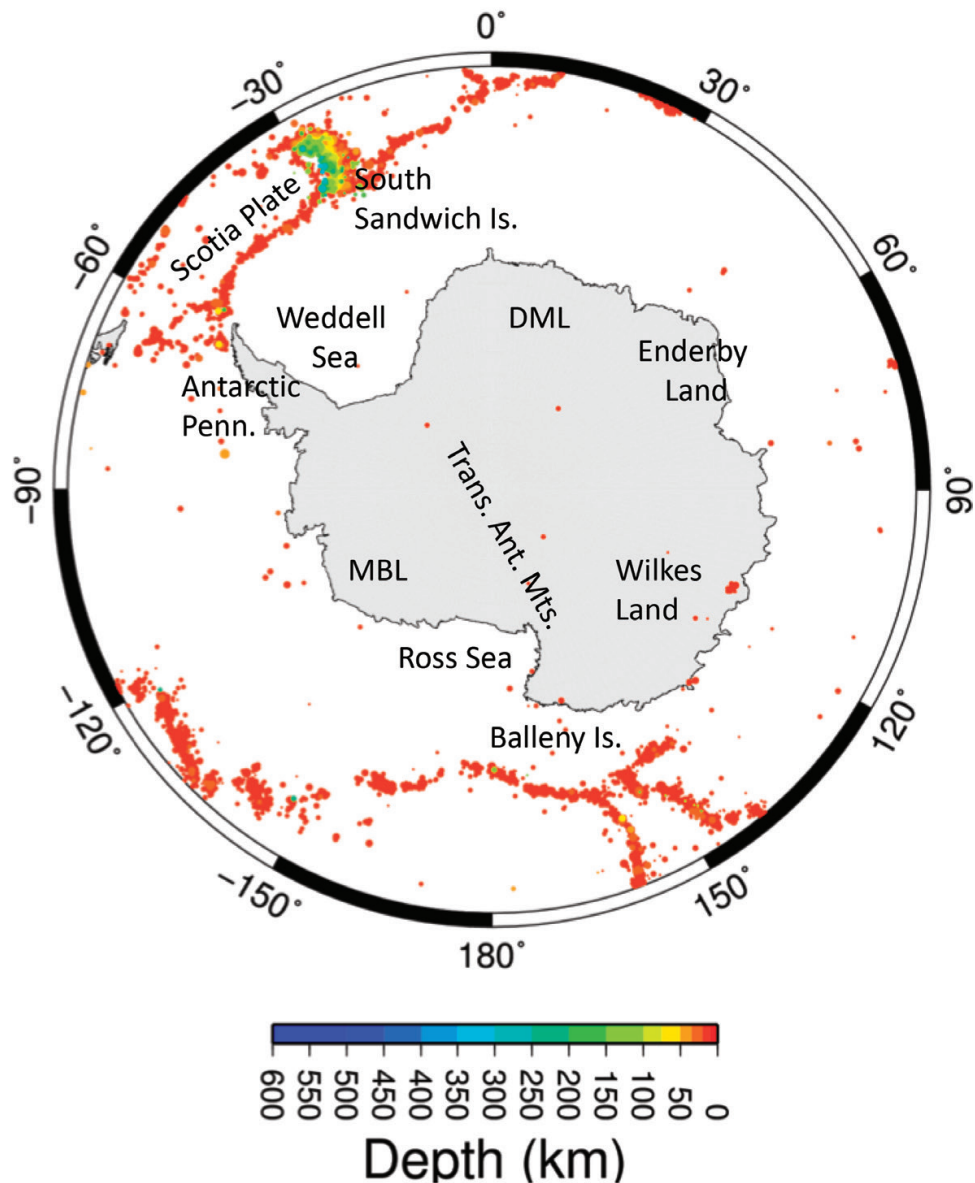 0°
−30°
30°
−60°
60°
South
Sandwich Is.
Scotia Plate
Weddell
Sea
DML
Enderby
Land
Antarctic
Penn.
−90°
90°
Trans. Ant. Mts.
MBL
Wilkes
Land
Ross Sea
Balleny Is.
−120°
120°
−150°
150°
180°
600 550 500 450 400 350 300 250 200 150 100 50 0
Depth (km)